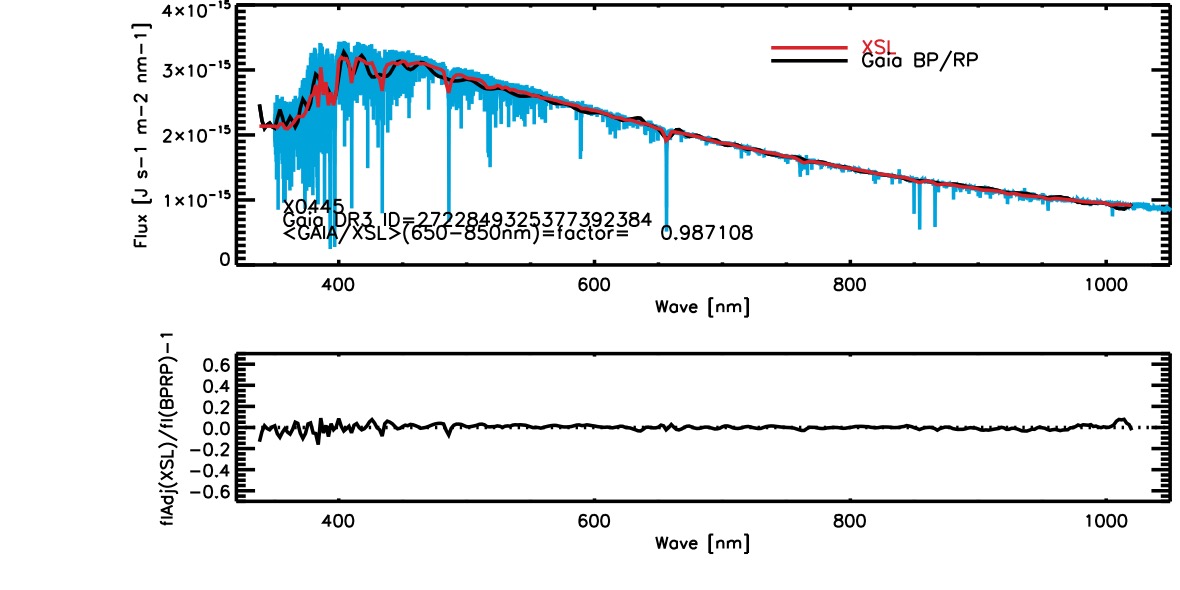 4×10−15
3×10−15
2×10−15
1×10−15
0
Flux [J s−1 m−2 nm−1]
XSL
Gaia BP/RP
X0445
Gaia DR3 ID=2722849325377392384
<GAIA/XSL>(650−850nm)=factor= 0.987108
400 600 800 1000
Wave [nm]
flAdj(XSL)/fl(BPRP)−1
0.6
0.4
0.2
0.0
−0.2
−0.4
−0.6
400 600 800 1000
Wave [nm]